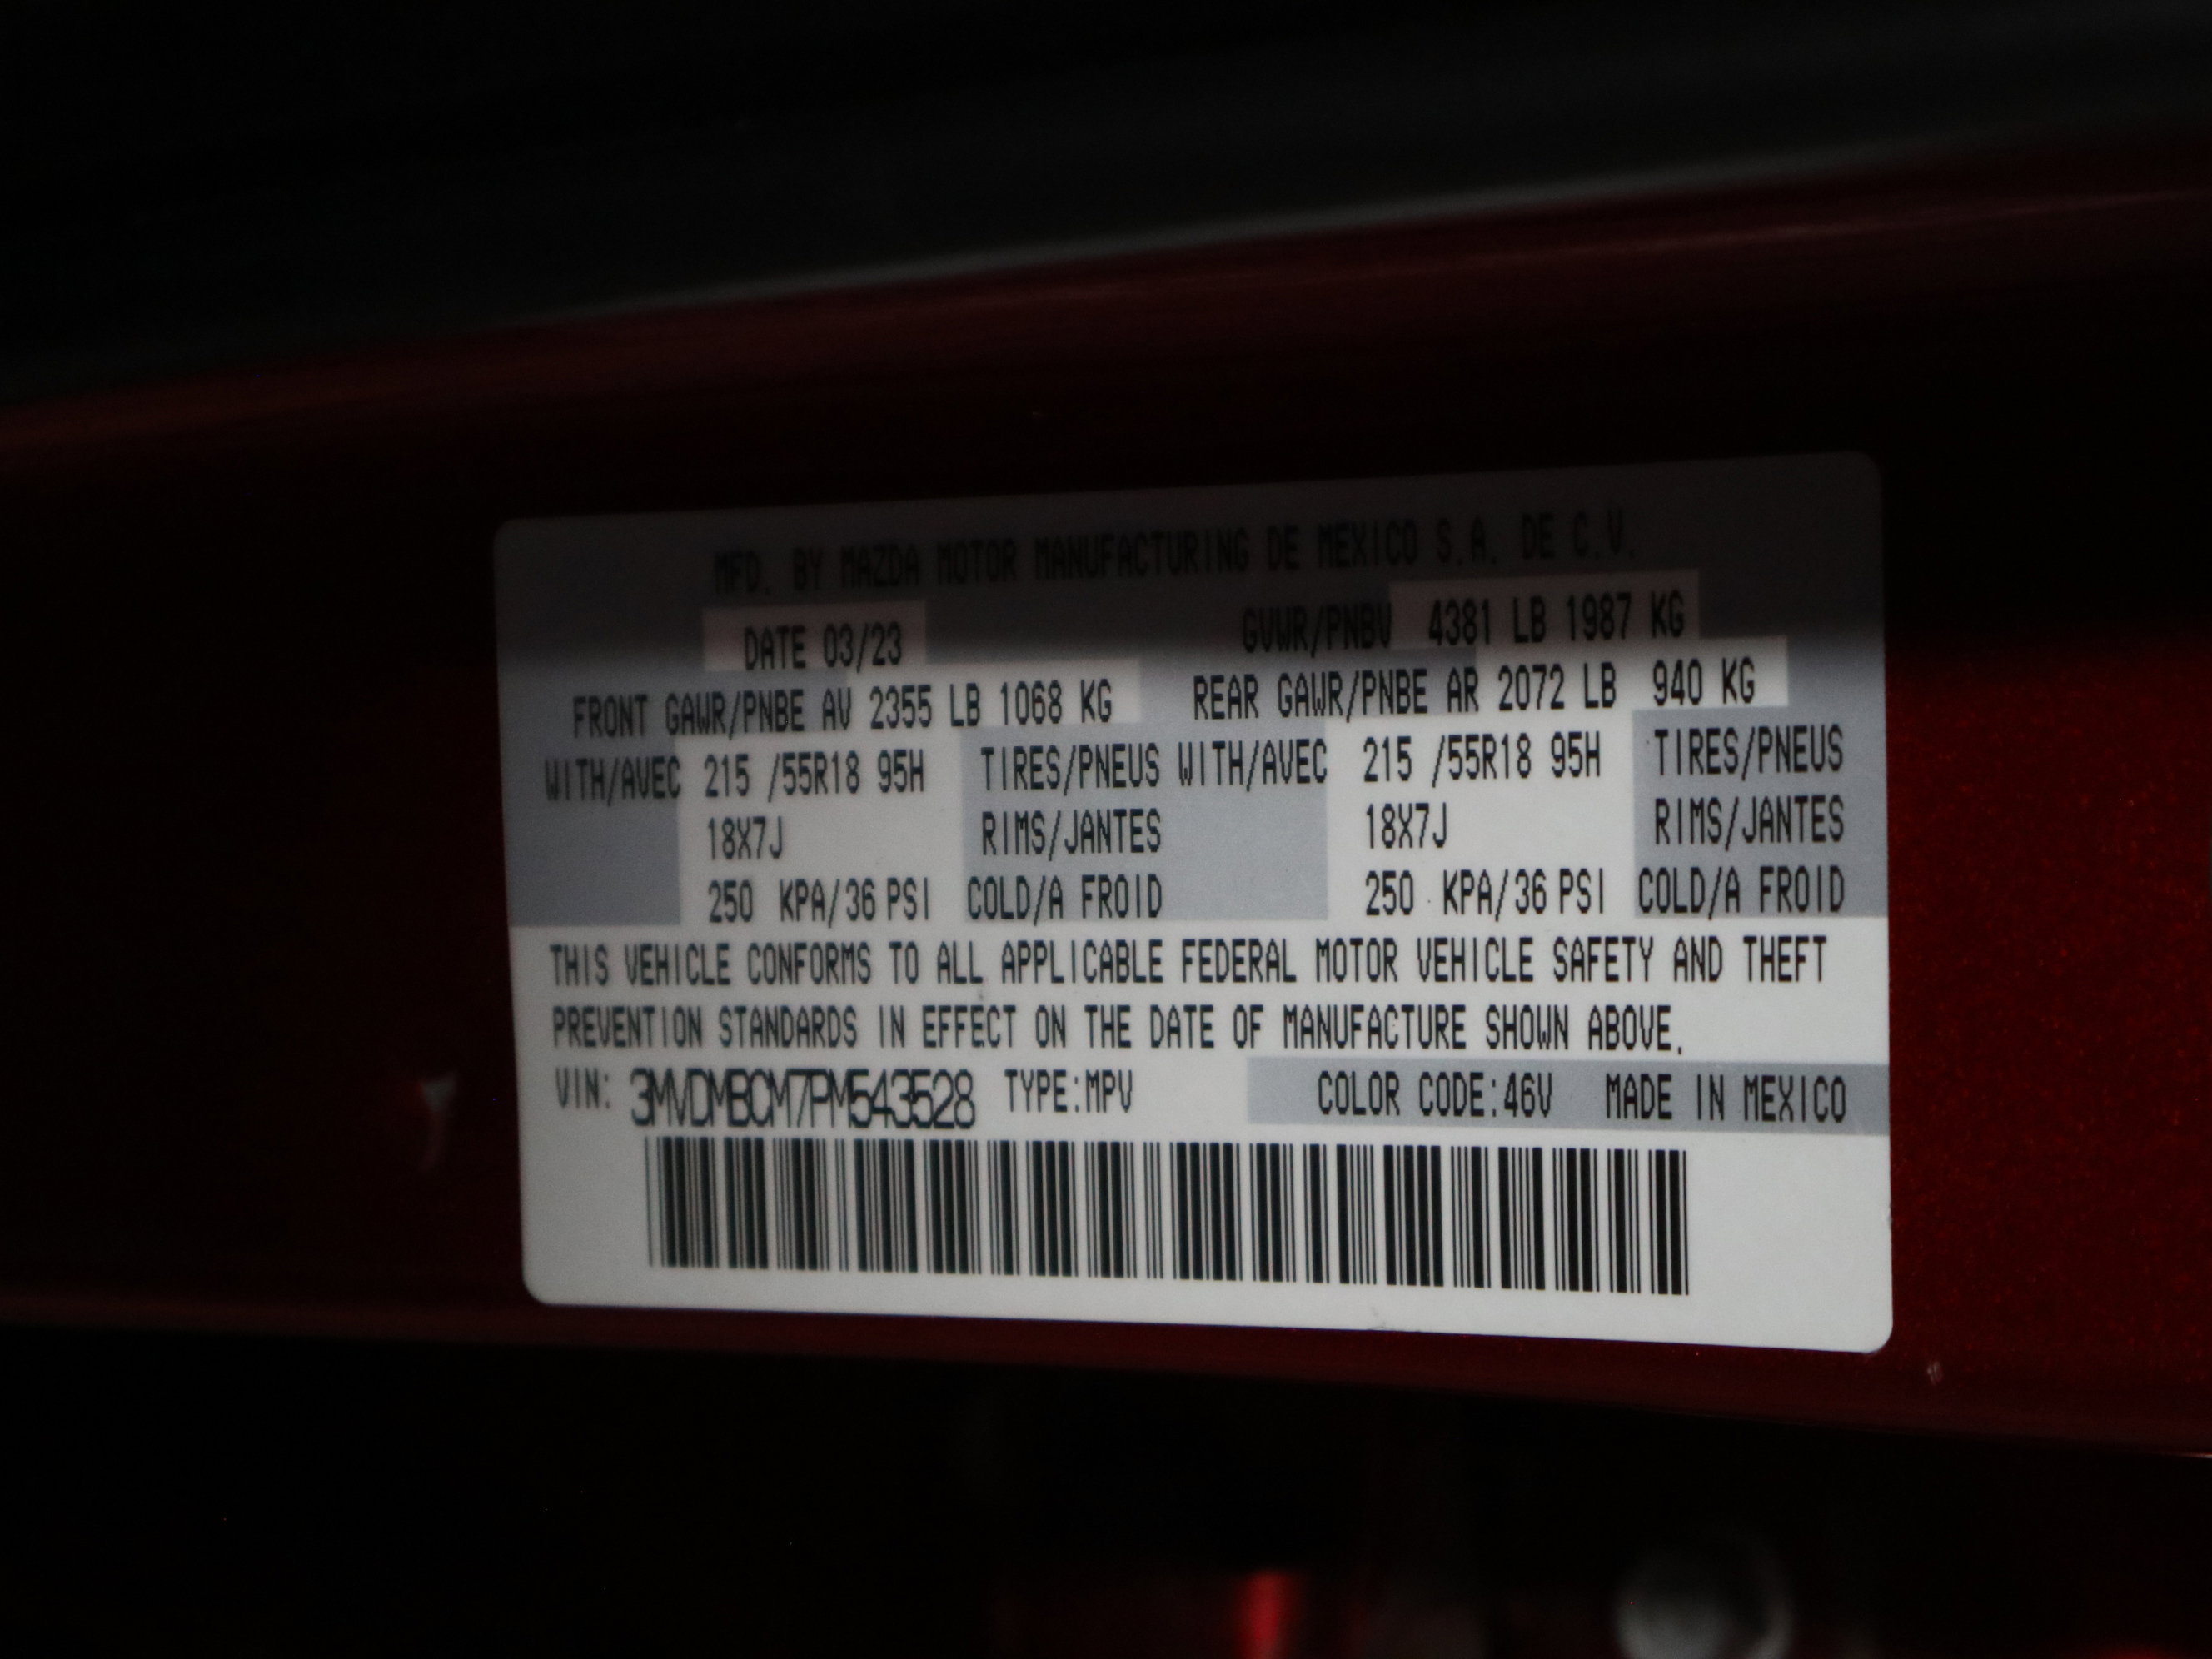 MFD. BY MAZDA MOTOR MANUFACTURING DE MEXICO S.A. DE C.V.
DATE 03/23 GVWR/PNBV 4381 LB 1987 KG
FRONT GAWR/PNBE AV 2355 LB 1068 KG REAR GAWR/PNBE AR 2072 LB 940 KG
WITH/AVEC 215 /55R18 95H TIRES/PNEUS WITH/AVEC 215 /55R18 95H TIRES/PNEUS
18X7J RIMS/JANTES 18X7J RIMS/JANTES
250 KPA/36 PSI COLD/A FROID 250 KPA/36 PSI COLD/A FROID
THIS VEHICLE CONFORMS TO ALL APPLICABLE FEDERAL MOTOR VEHICLE SAFETY AND THEFT
PREVENTION STANDARDS IN EFFECT ON THE DATE OF MANUFACTURE SHOWN ABOVE.
VIN: 3MVDMBCM7PM543528 TYPE:MPV COLOR CODE:46V MADE IN MEXICO